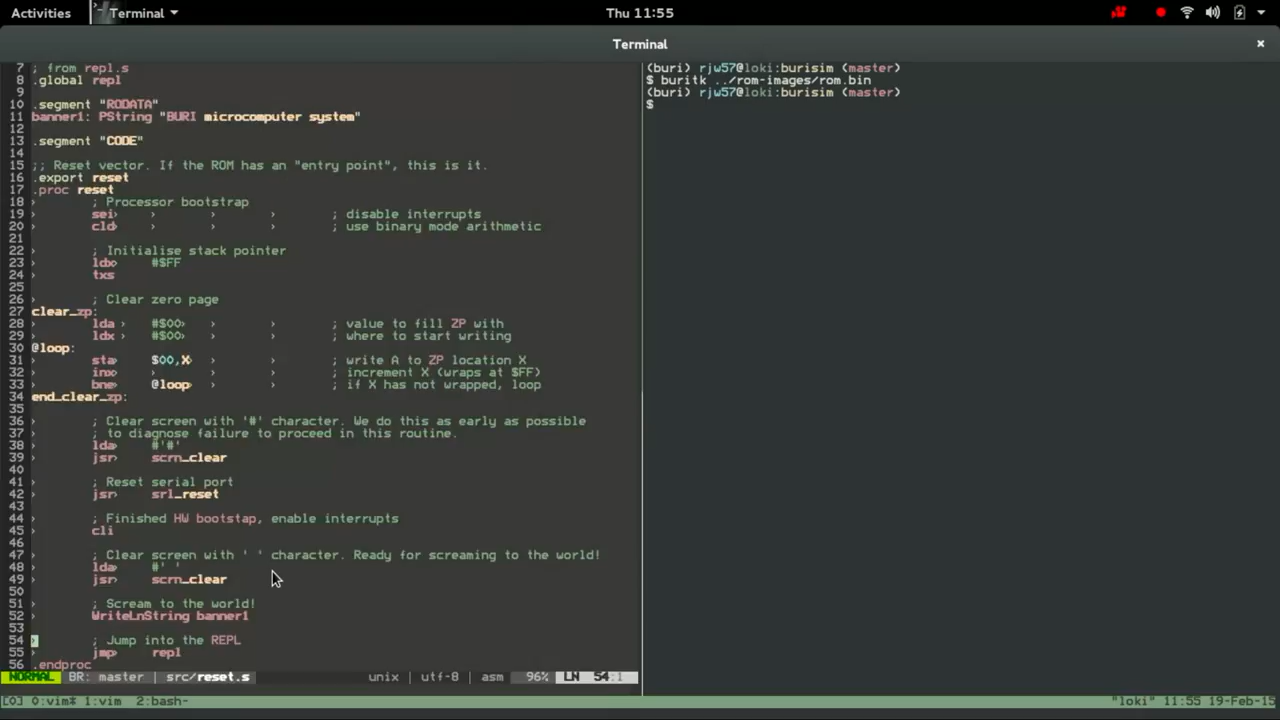 Activities
Terminal
Thu 11:55
Terminal
7 ; from repl.s
8 .global repl
9
10 .segment "RODATA"
11 banner1: PString "BURI microcomputer system"
12
13 .segment "CODE"
14
15 ;; Reset vector. If the ROM has an "entry point", this is it.
16 .export reset
17 .proc reset
18 › ; Processor bootstrap
19 › sei› › › › ; disable interrupts
20 › cld› › › › ; use binary mode arithmetic
21
22 › ; Initialise stack pointer
23 › ldx› #$FF
24 › txs
25
26 › ; Clear zero page
27 clear_zp:
28 › lda › #$00› › › ; value to fill ZP with
29 › ldx › #$00› › › ; where to start writing
30 @loop:
31 › sta› $00,X› › › ; write A to ZP location X
32 › inx› › › › ; increment X (wraps at $FF)
33 › bne› @loop› › › ; if X has not wrapped, loop
34 end_clear_zp:
35
36 › ; Clear screen with '#' character. We do this as early as possible
37 › ; to diagnose failure to proceed in this routine.
38 › lda› #'#'
39 › jsr› scrn_clear
40
41 › ; Reset serial port
42 › jsr› srl_reset
43
44 › ; Finished HW bootstap, enable interrupts
45 › cli
46
47 › ; Clear screen with ' ' character. Ready for screaming to the world!
48 › lda› #' '
49 › jsr› scrn_clear
50
51 › ; Scream to the world!
52 › WriteLnString banner1
53
54 › ; Jump into the REPL
55 › jmp› repl
56 .endproc
NORMAL BR: master | src/reset.s unix | utf-8 | asm 96% LN 54:1
(buri) rjw57@loki:burisim (master)
$ buritk ../rom-images/rom.bin
(buri) rjw57@loki:burisim (master)
$
[0] 0:vim* 1:vim 2:bash- "loki" 11:55 19-Feb-15